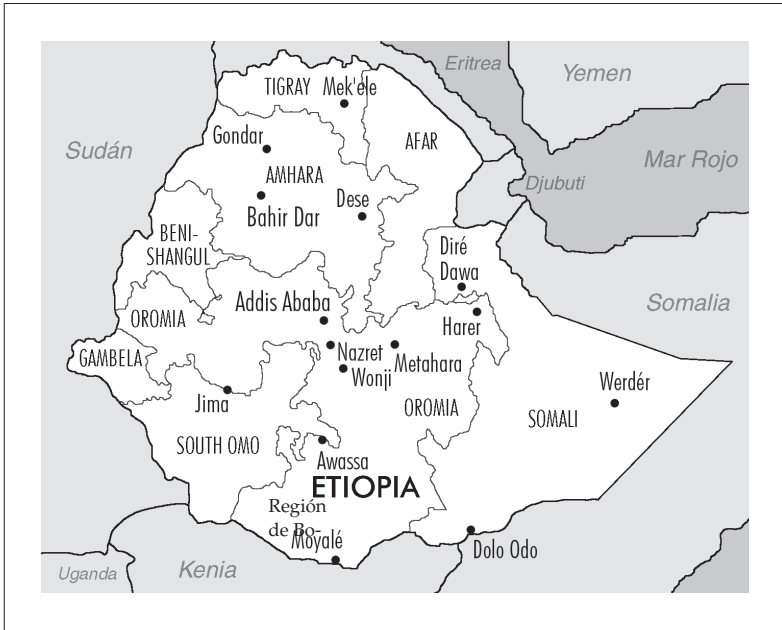 Eritrea
Yemen
TIGRAY
Mek'ele
AFAR
Gondar
Sudán
Mar Rojo
AMHARA
Djubuti
Dese
Bahir Dar
BENI-
SHANGUL
Diré
Dawa
Addis Ababa
Somalia
OROMIA
Harer
GAMBELA
Nazret
Metahara
Wonji
Werdér
Jima
OROMIA
SOMALI
SOUTH OMO
Awassa
ETIOPIA
Región
de Bo-
Moyalé
Dolo Odo
Uganda
Kenia